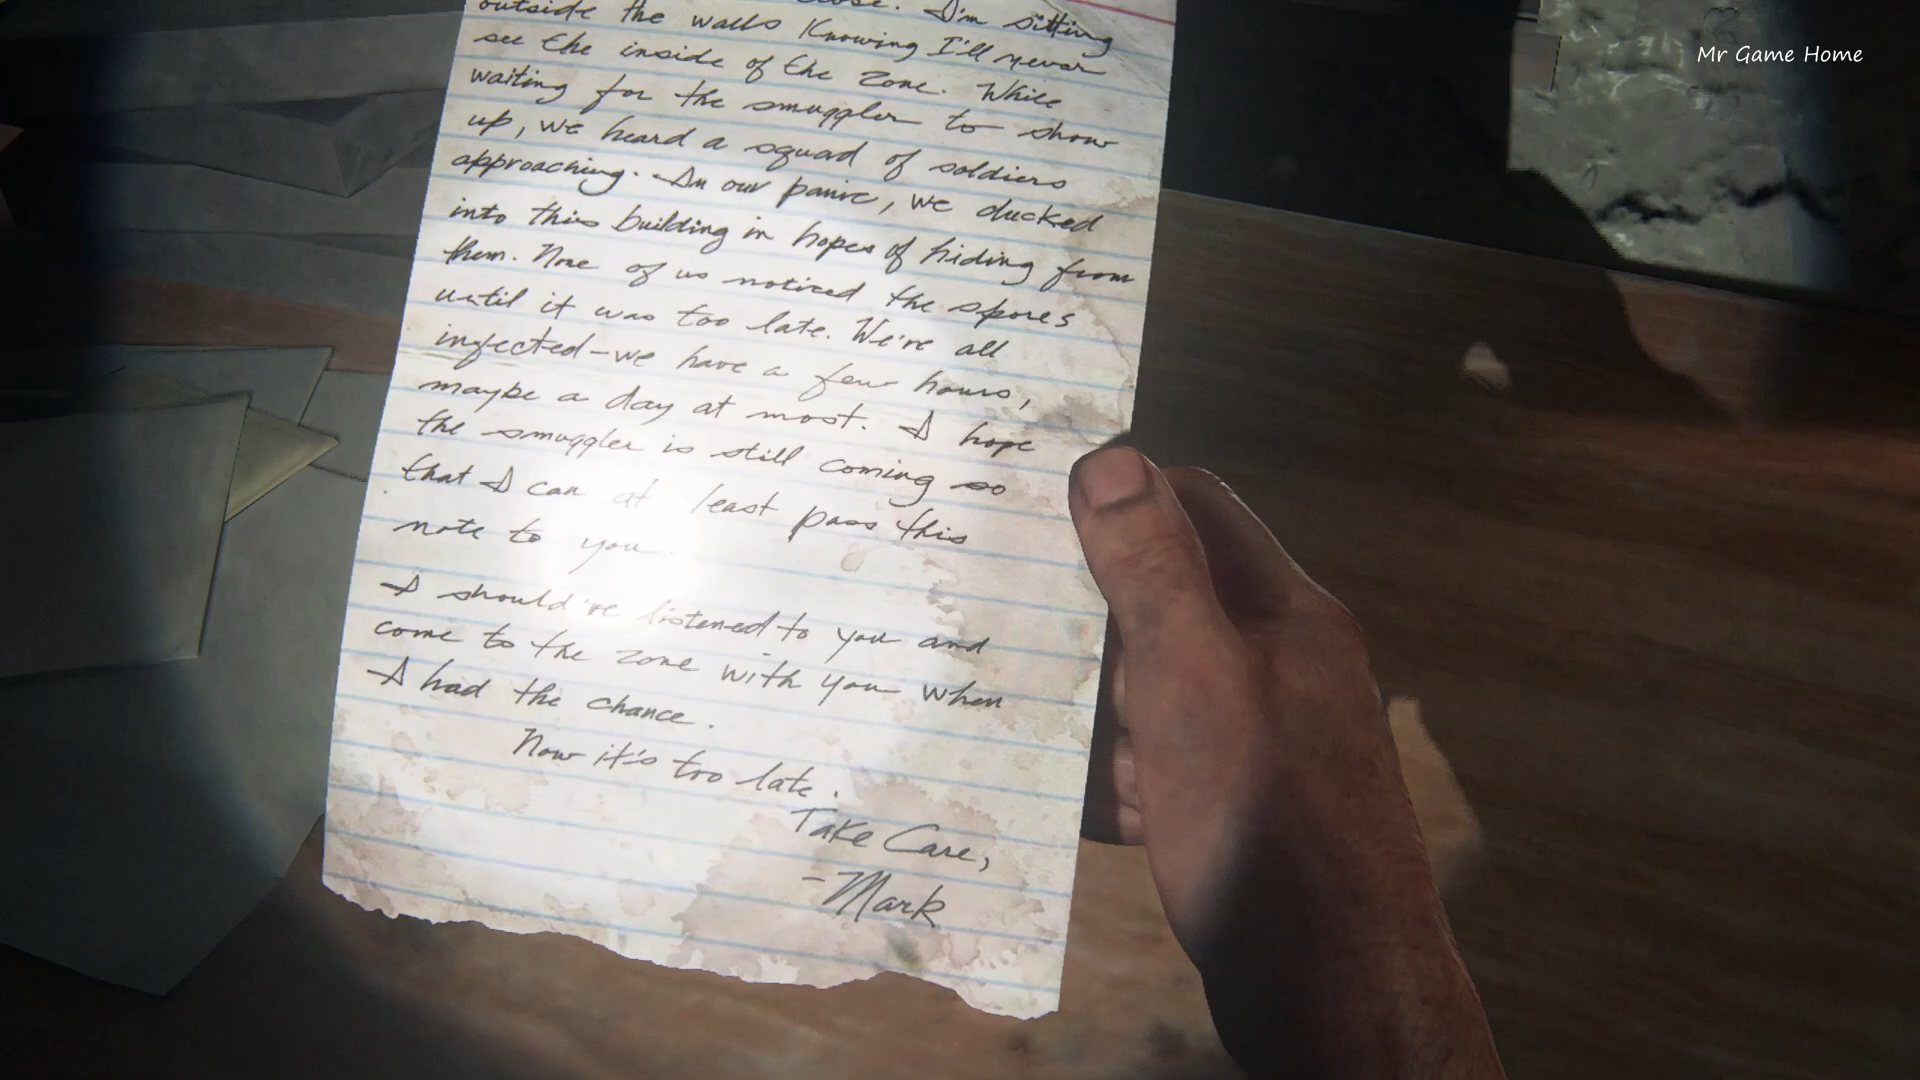 close. I'm sitting
outside the walls knowing I'll never
see the inside of the zone. While
waiting for the smuggler to show
up, we heard a squad of soldiers
approaching. In our panic, we ducked
into this building in hopes of hiding from
them. None of us noticed the spores
until it was too late. We're all
infected-we have a few hours,
maybe a day at most. I hope
the smuggler is still coming so
that I can at least pass this
note to you.
I should've listened to you and
come to the zone with you when
I had the chance.
Now it's too late.
Take Care,
-Mark
Mr Game Home